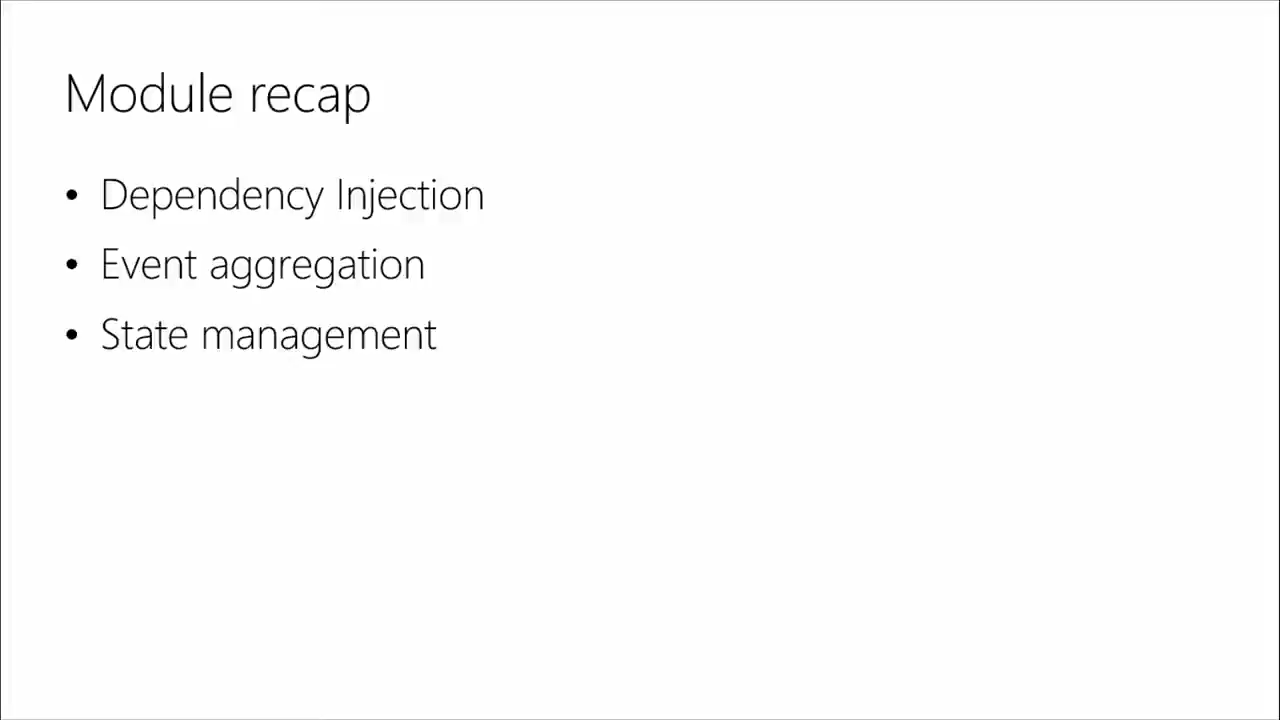 Module recap
• Dependency Injection
• Event aggregation
• State management